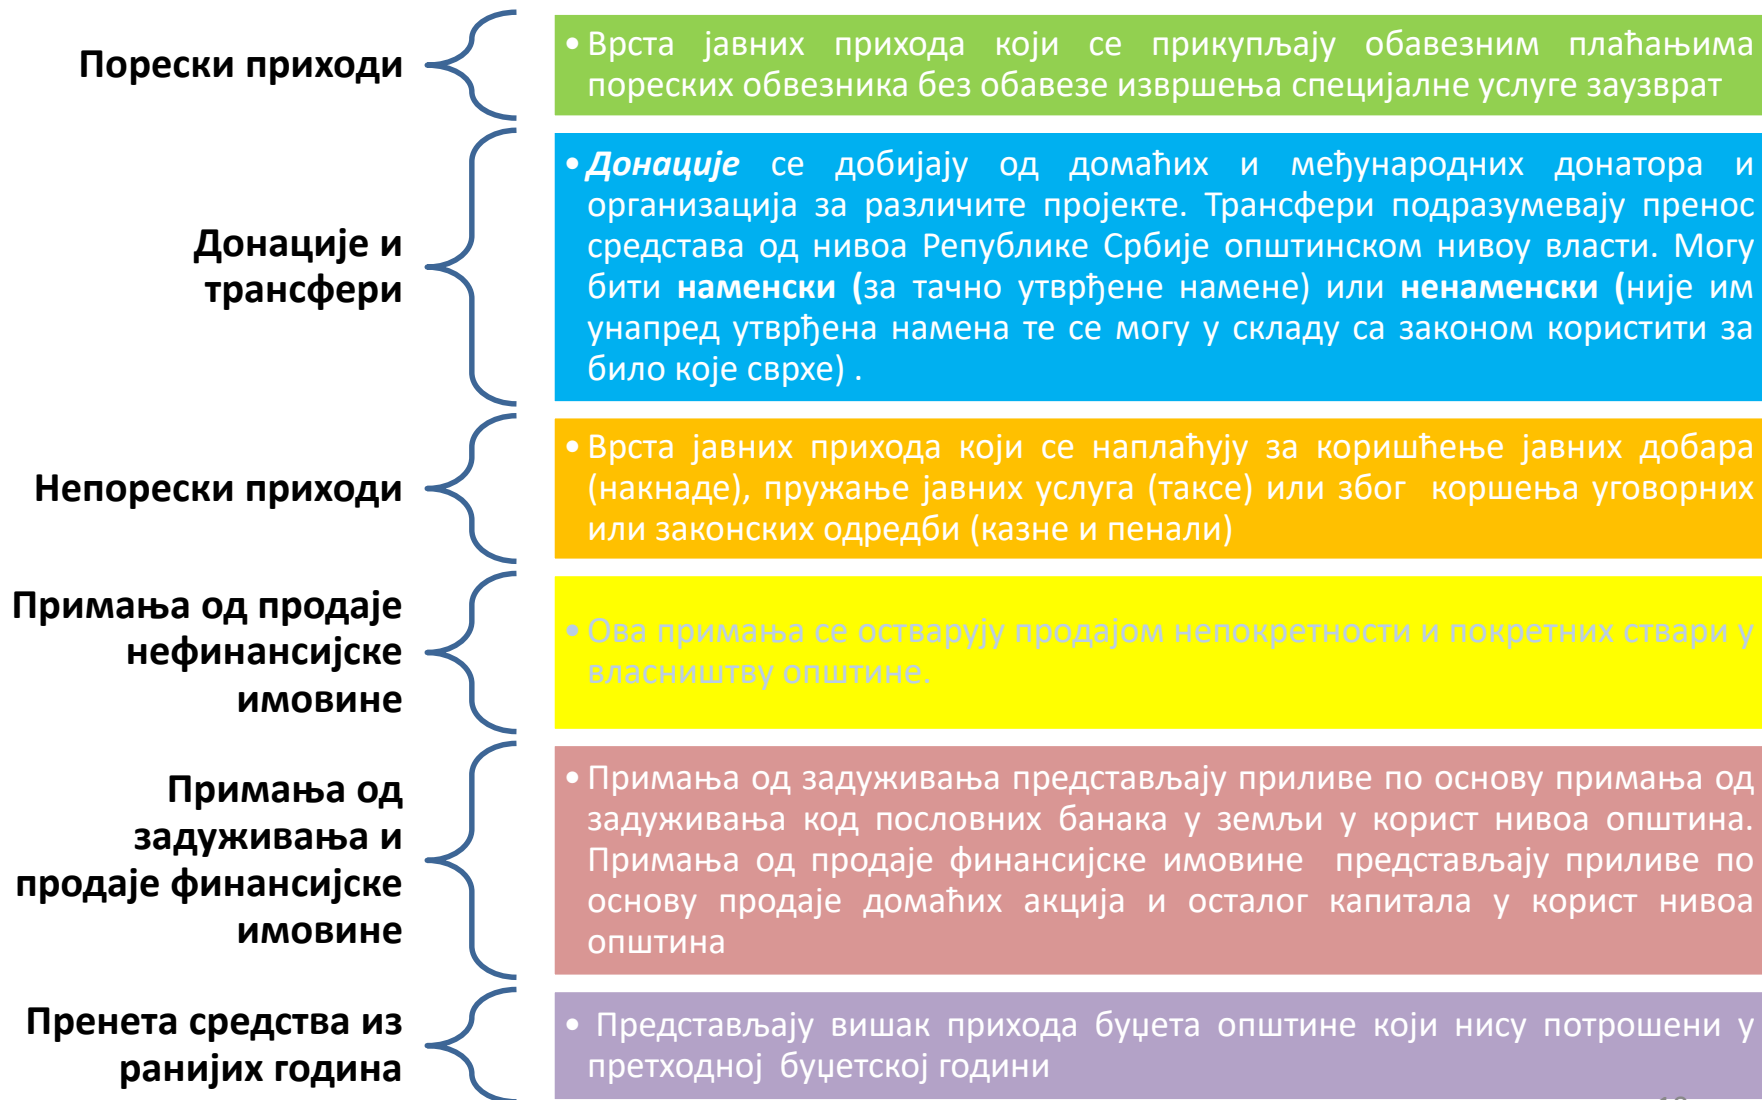 Порески приходи
• Врста јавних прихода који се прикупљају обавезним плаћањима
пореских обвезника без обавезе извршења специјалне услуге заузврат
Донације и
трансфери
• Донације се добијају од домаћих и међународних донатора и
организација за различите пројекте. Трансфери подразумевају пренос
средстава од нивоа Републике Србије општинском нивоу власти. Могу
бити наменски (за тачно утврђене намене) или ненаменски (није им
унапред утврђена намена те се могу у складу са законом користити за
било које сврхе) .
Непорески приходи
• Врста јавних прихода који се наплаћују за коришћење јавних добара
(накнаде), пружање јавних услуга (таксе) или због коршења уговорних
или законских одредби (казне и пенали)
Примања од продаје
нефинансијске
имовине
• Ова примања се остварују продајом непокретности и покретних ствари у
власништву општине.
Примања од
задуживања и
продаје финансијске
имовине
• Примања од задуживања представљају приливе по основу примања од
задуживања код пословних банака у земљи у корист нивоа општина.
Примања од продаје финансијске имовине представљају приливе по
основу продаје домаћих акција и осталог капитала у корист нивоа
општина
Пренета средства из
ранијих година
• Представљају вишак прихода буџета општине који нису потрошени у
претходној буџетској години